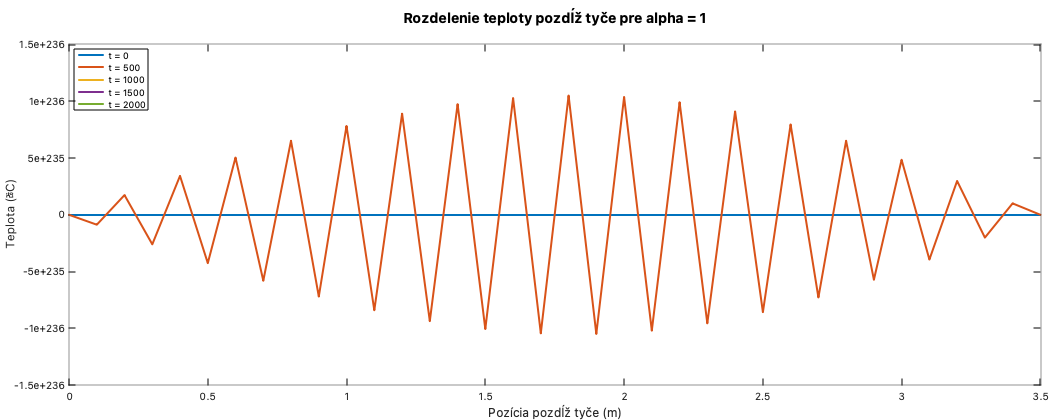 Rozdelenie teploty pozdĺž tyče pre alpha = 1
1.5e+236
1e+236
5e+235
0
-5e+235
-1e+236
-1.5e+236
t = 0
t = 500
t = 1000
t = 1500
t = 2000
0 0.5 1 1.5 2 2.5 3 3.5
Pozícia pozdĺž tyče (m)